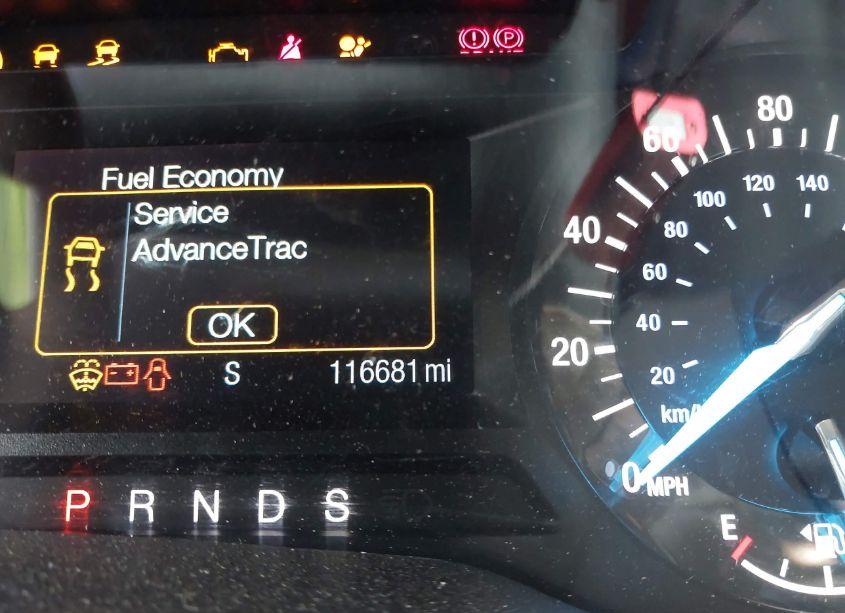 Fuel Economy
Service
AdvanceTrac
OK
S
116681 mi
P R N D S
80
60
40
20
0
MPH
140
120
100
80
60
40
20
E